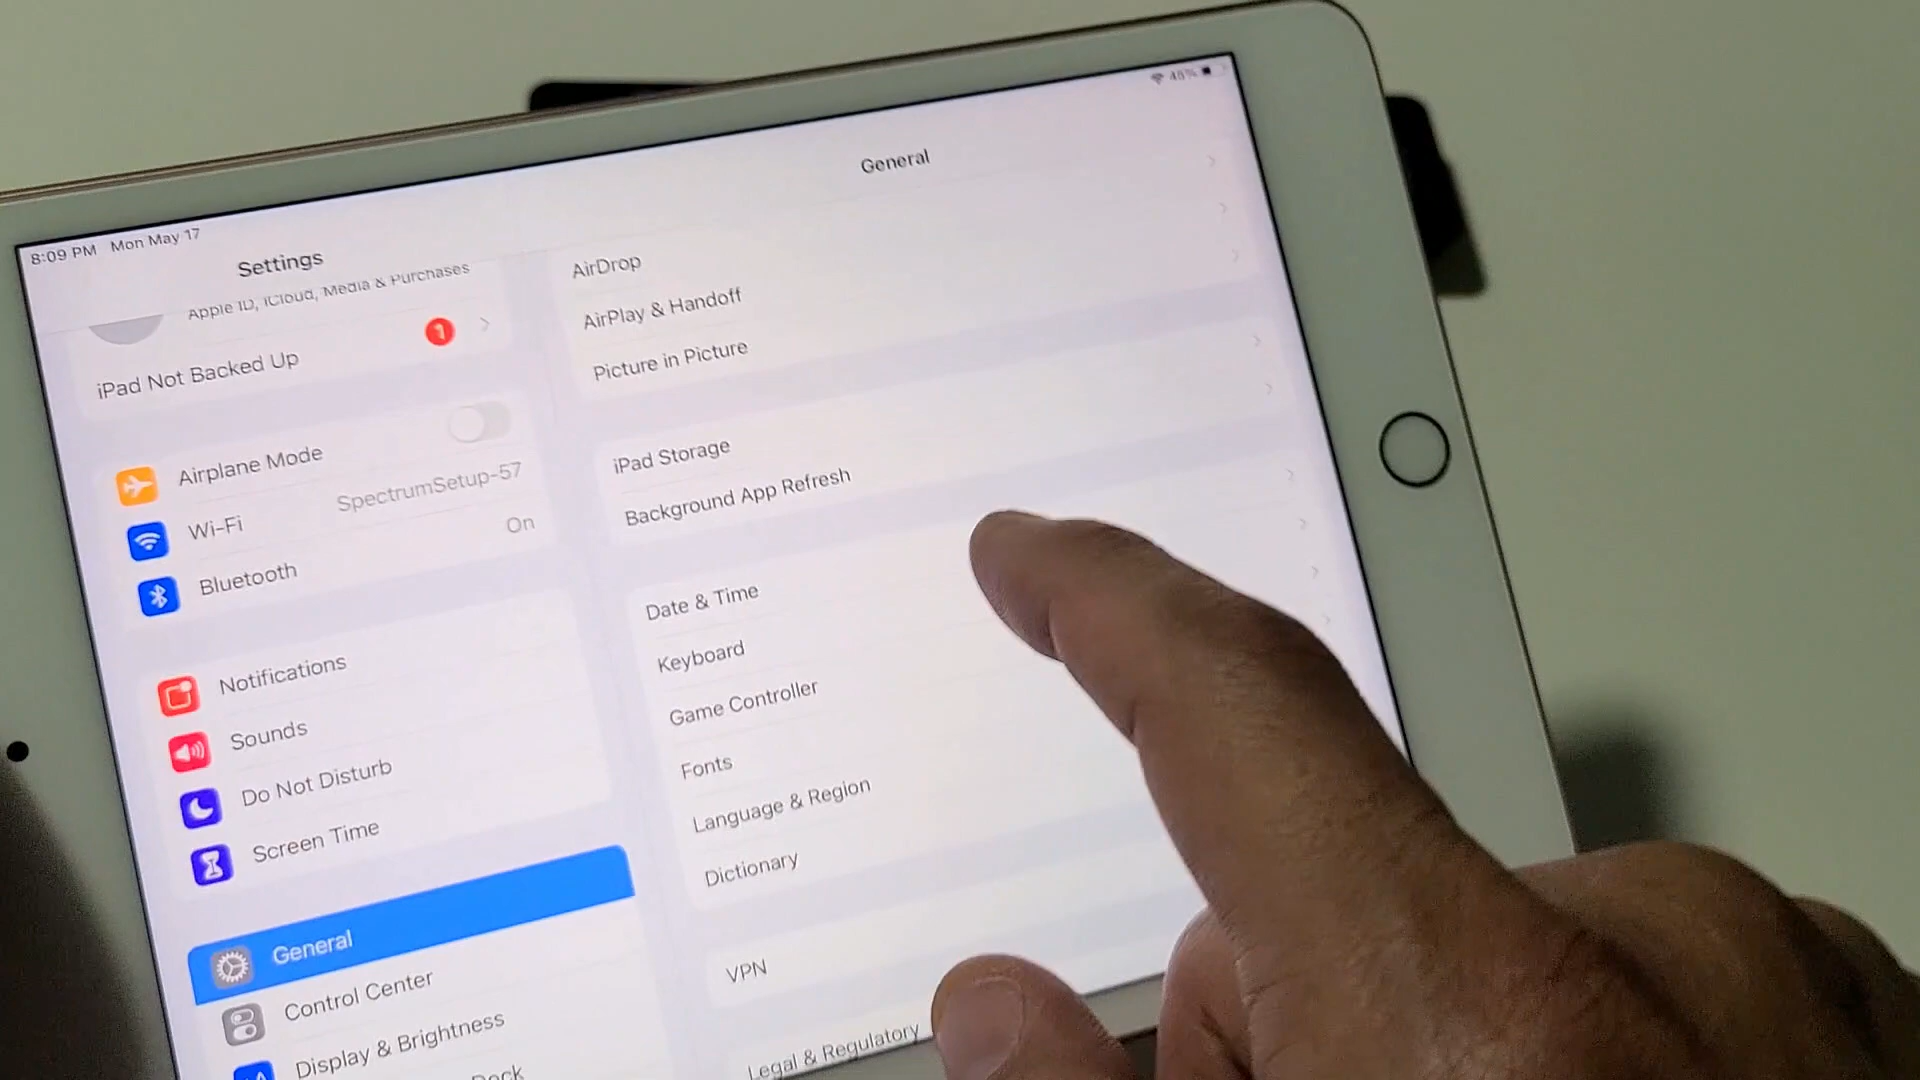 8:09 PM Mon May 17
45%
Settings
Apple ID, iCloud, Media & Purchases
iPad Not Backed Up 1
Airplane Mode
Wi-Fi SpectrumSetup-57
Bluetooth On
Notifications
Sounds
Do Not Disturb
Screen Time
General
Control Center
Display & Brightness
Dock
General
AirDrop
AirPlay & Handoff
Picture in Picture
iPad Storage
Background App Refresh
Date & Time
Keyboard
Game Controller
Fonts
Language & Region
Dictionary
VPN
Legal & Regulatory